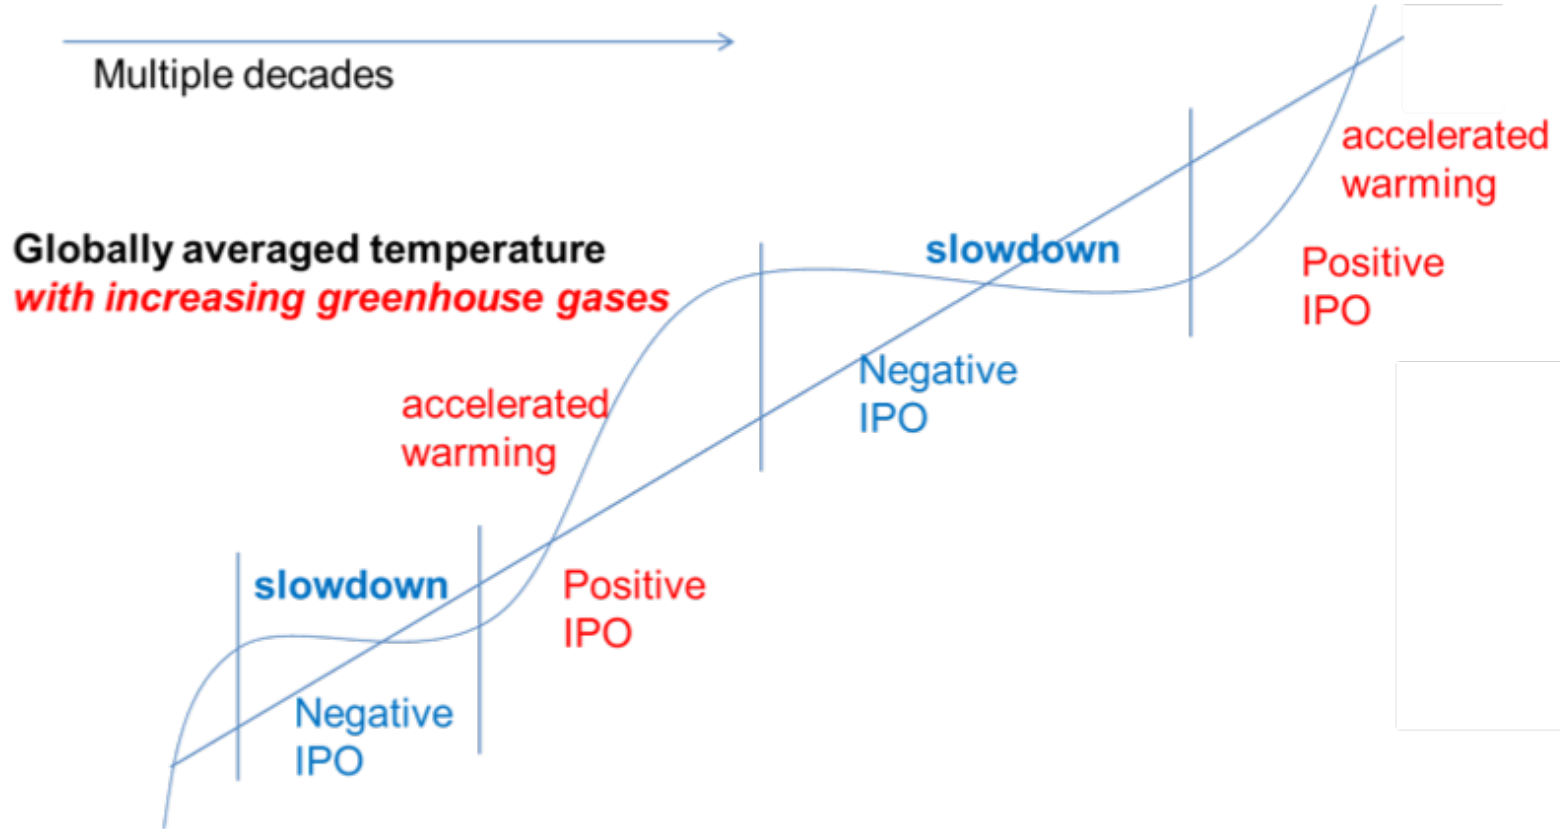 Multiple decades
accelerated
warming
Globally averaged temperature
with increasing greenhouse gases
slowdown
Positive
IPO
Negative
IPO
accelerated
warming
slowdown
Positive
IPO
Negative
IPO